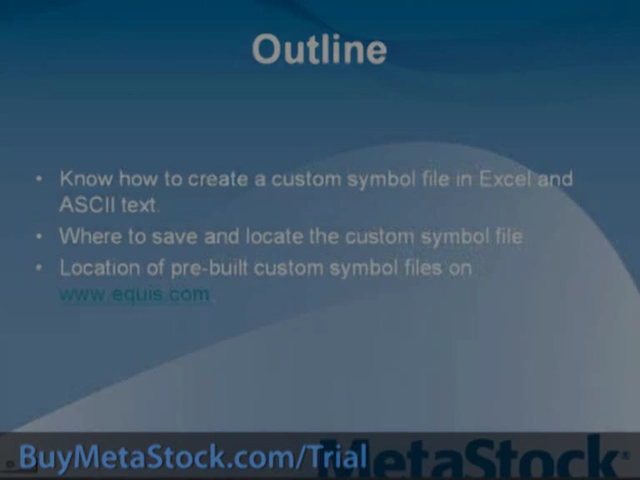 Outline
• Know how to create a custom symbol file in Excel and
ASCII text.
• Where to save and locate the custom symbol file
• Location of pre-built custom symbol files on
www.equis.com
BuyMetaStock.com/Trial
MetaStock®